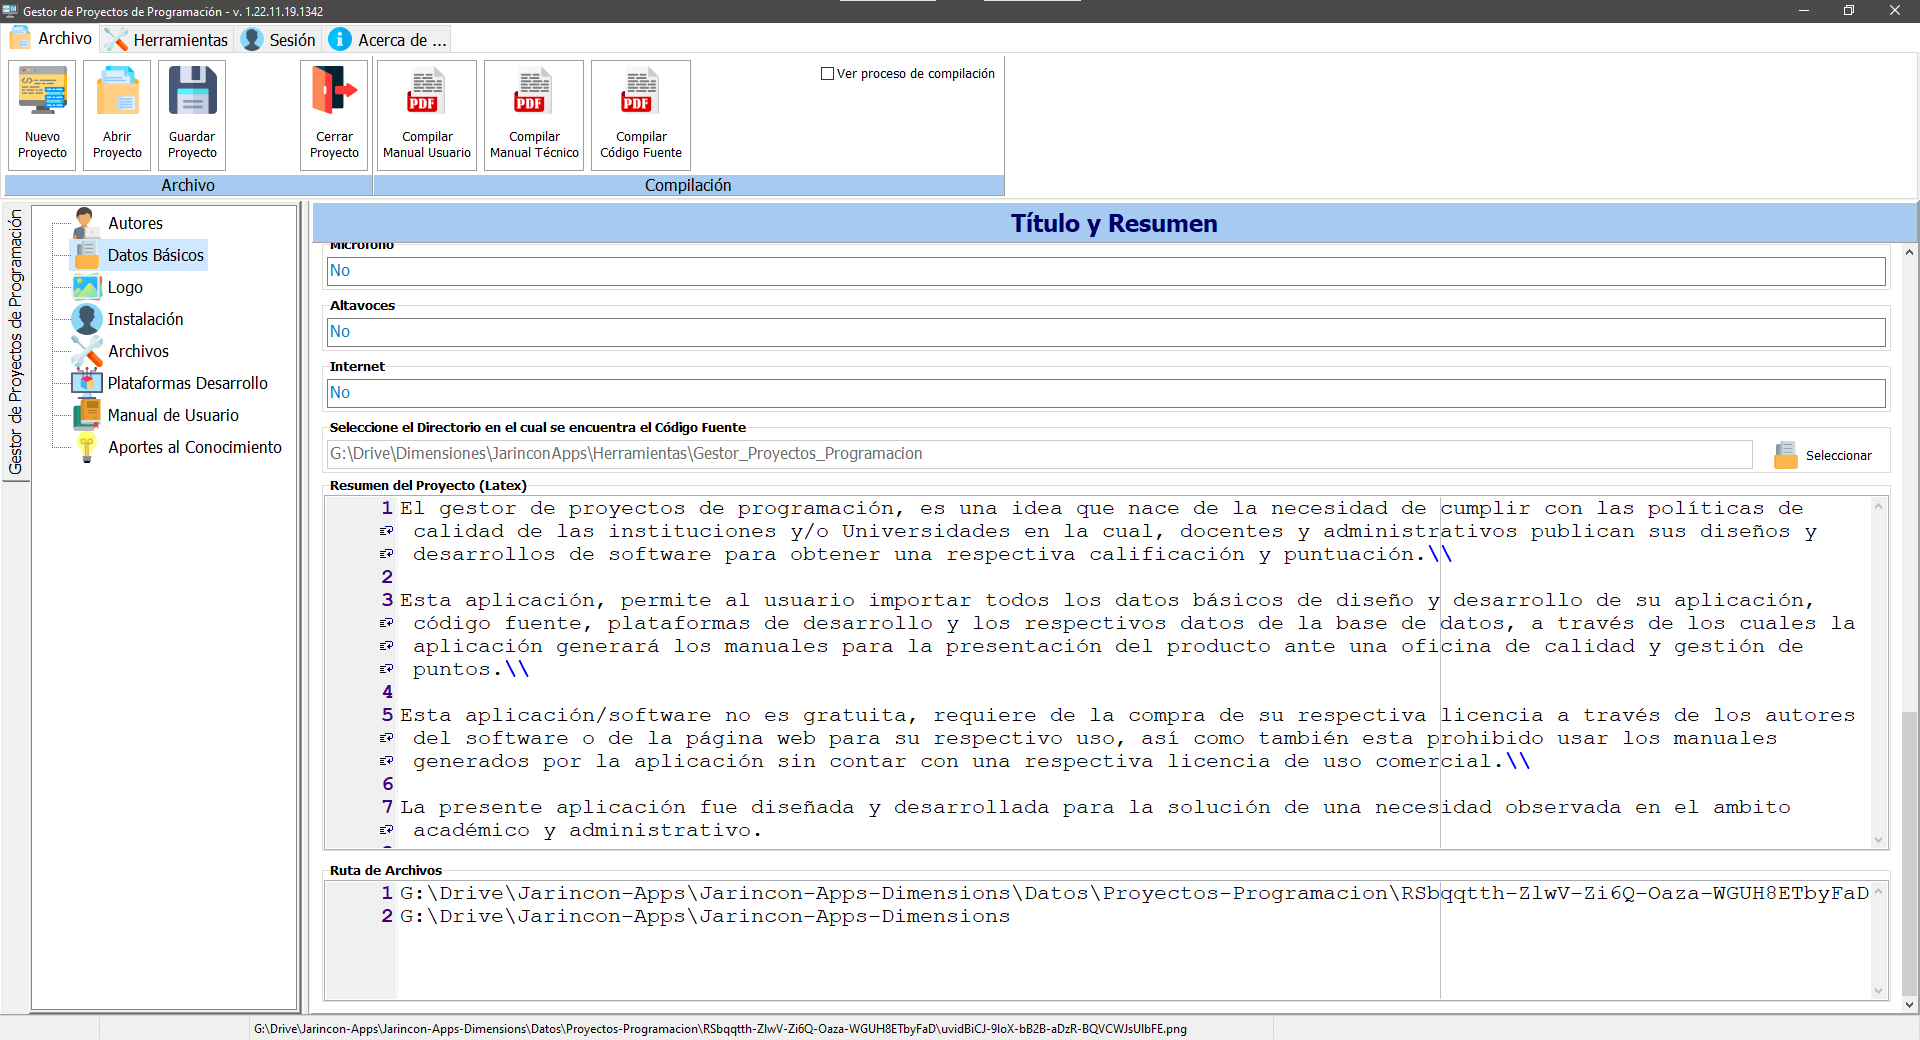 Gestor de Proyectos de Programación - v. 1.22.11.19.1342
Archivo
Herramientas
Sesión
Acerca de ...
Nuevo
Proyecto
Abrir
Proyecto
Guardar
Proyecto
Cerrar
Proyecto
Archivo
Compilar
Manual Usuario
Compilar
Manual Técnico
Compilar
Código Fuente
PDF
PDF
PDF
Ver proceso de compilación
Compilación
Gestor de Proyectos de Programación
Autores
Datos Básicos
Logo
Instalación
Archivos
Plataformas Desarrollo
Manual de Usuario
Aportes al Conocimiento
Título y Resumen
Micrófono
No
Altavoces
No
Internet
No
Seleccione el Directorio en el cual se encuentra el Código Fuente
G:\Drive\Dimensiones\JarinconApps\Herramientas\Gestor_Proyectos_Programacion
Seleccionar
Resumen del Proyecto (Latex)
1 El gestor de proyectos de programación, es una idea que nace de la necesidad de cumplir con las políticas de
calidad de las instituciones y/o Universidades en la cual, docentes y administrativos publican sus diseños y
desarrollos de software para obtener una respectiva calificación y puntuación.\\
2
3 Esta aplicación, permite al usuario importar todos los datos básicos de diseño y desarrollo de su aplicación,
código fuente, plataformas de desarrollo y los respectivos datos de la base de datos, a través de los cuales la
aplicación generará los manuales para la presentación del producto ante una oficina de calidad y gestión de
puntos.\\
4
5 Esta aplicación/software no es gratuita, requiere de la compra de su respectiva licencia a través de los autores
del software o de la página web para su respectivo uso, así como también esta prohibido usar los manuales
generados por la aplicación sin contar con una respectiva licencia de uso comercial.\\
6
7 La presente aplicación fue diseñada y desarrollada para la solución de una necesidad observada en el ambito
académico y administrativo.
Ruta de Archivos
1 G:\Drive\Jarincon-Apps\Jarincon-Apps-Dimensions\Datos\Proyectos-Programacion\RSbqqtth-ZlwV-Zi6Q-Oaza-WGUH8ETbyFaD
2 G:\Drive\Jarincon-Apps\Jarincon-Apps-Dimensions
G:\Drive\Jarincon-Apps\Jarincon-Apps-Dimensions\Datos\Proyectos-Programacion\RSbqqtth-ZlwV-Zi6Q-Oaza-WGUH8ETbyFaD\uvidBiCJ-9IoX-bB2B-aDzR-BQVCWJsUlbFE.png